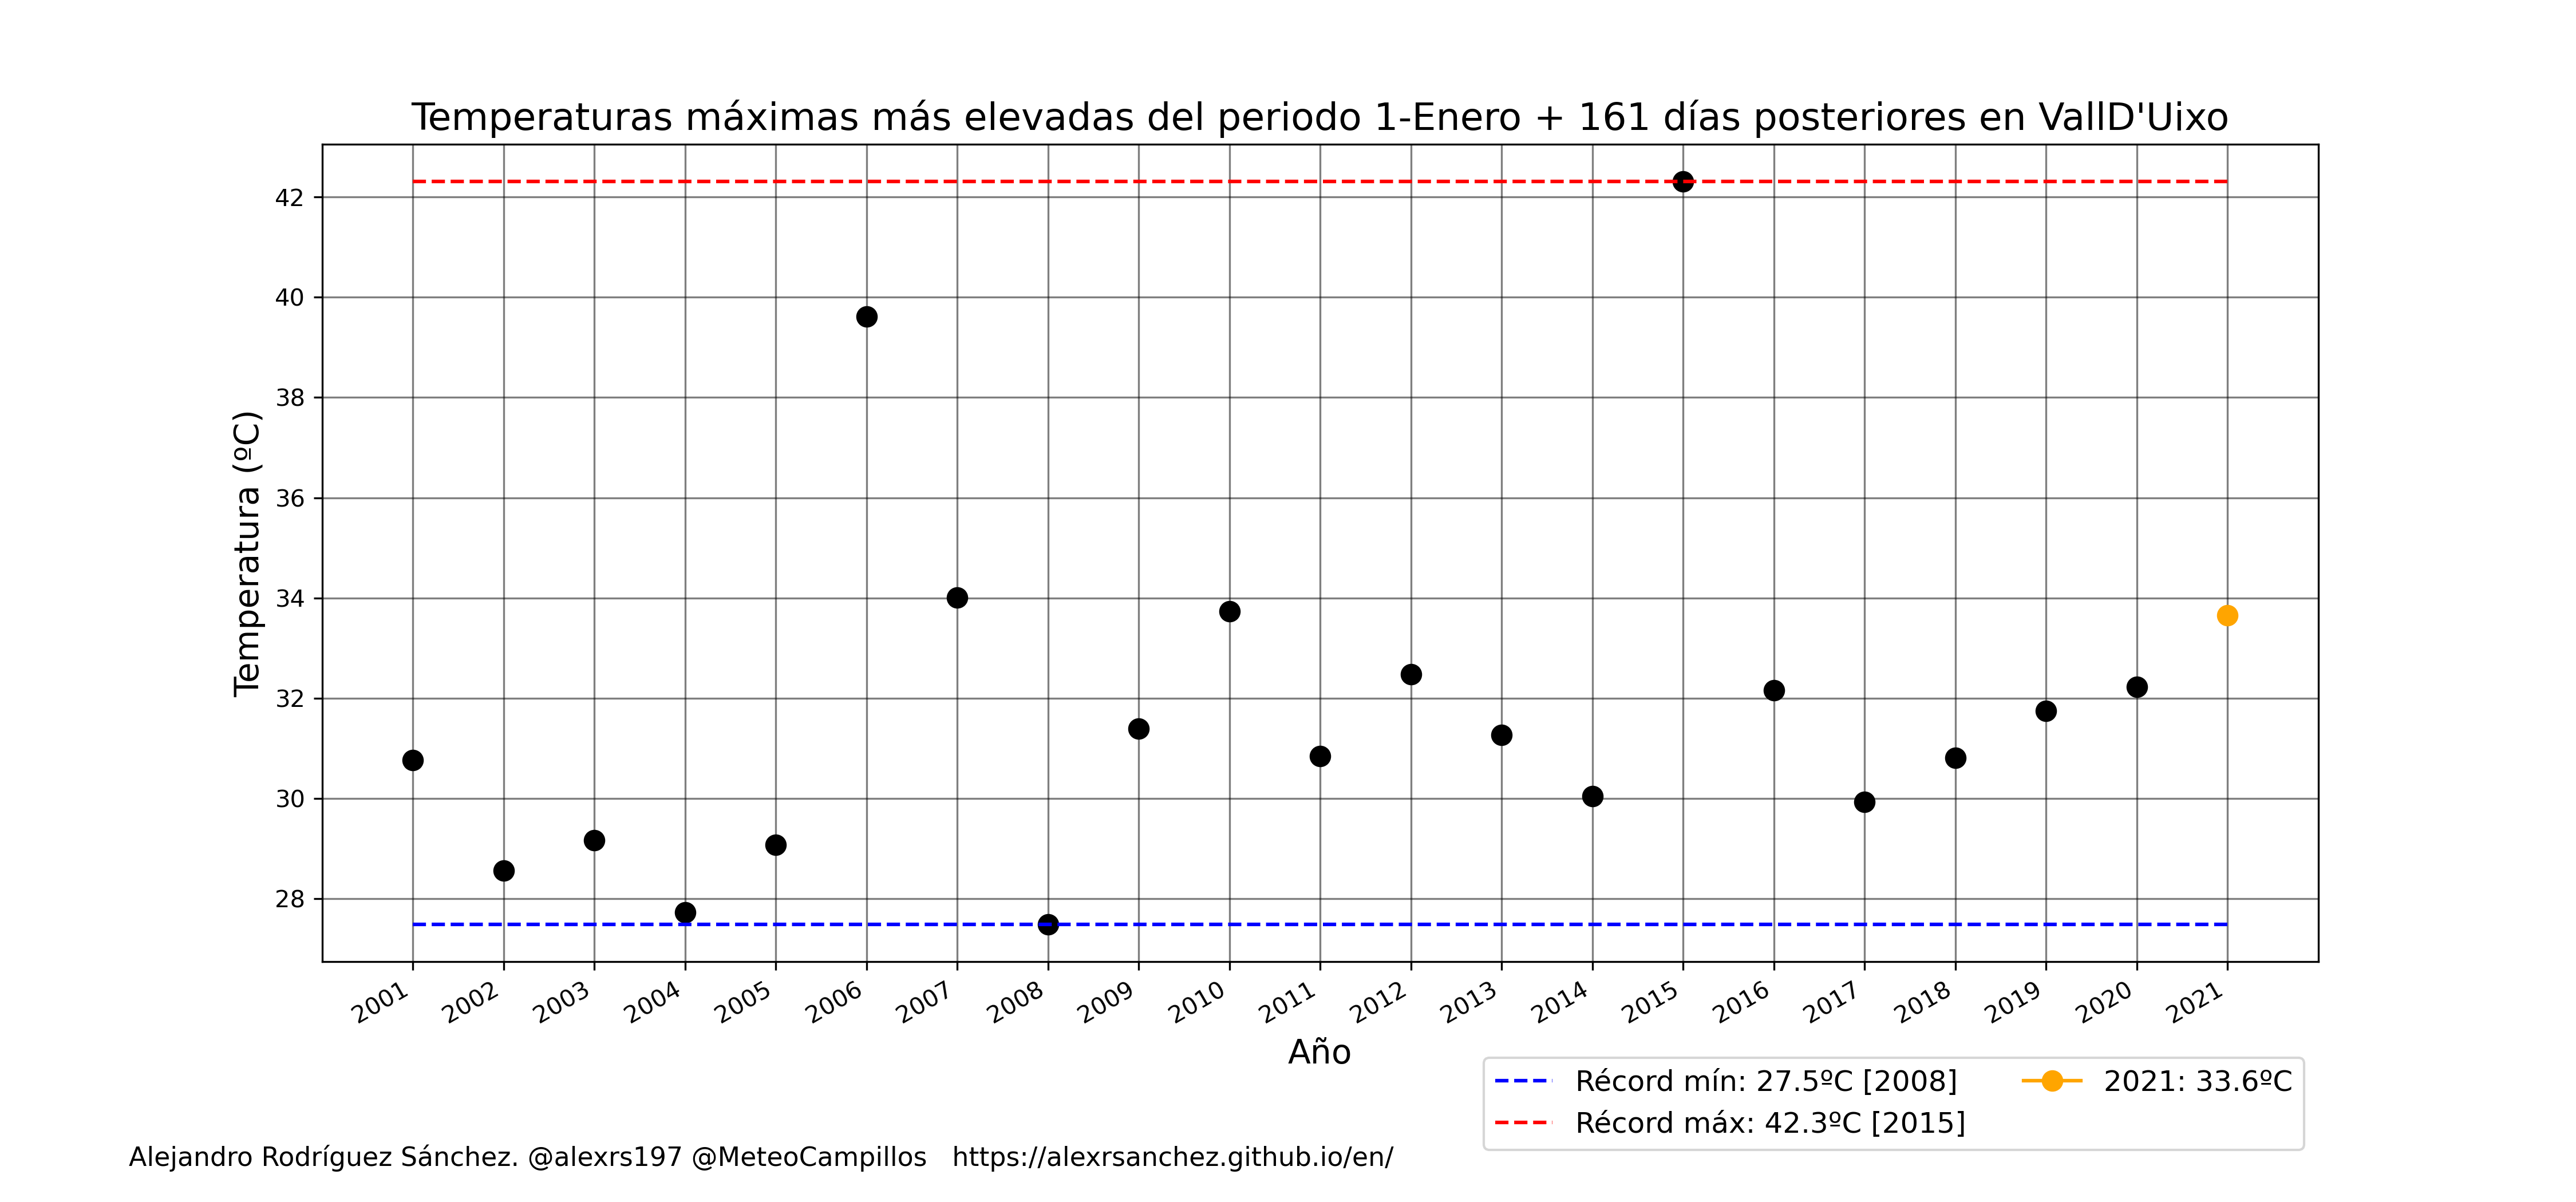 Temperaturas máximas más elevadas del periodo 1-Enero + 161 días posteriores en VallD'Uixo
Temperatura (ºC)
42
40
38
36
34
32
30
28
2001 2002 2003 2004 2005 2006 2007 2008 2009 2010 2011 2012 2013 2014 2015 2016 2017 2018 2019 2020 2021
Año
Récord mín: 27.5ºC [2008] 2021: 33.6ºC
Récord máx: 42.3ºC [2015]
Alejandro Rodríguez Sánchez. @alexrs197 @MeteoCampillos https://alexrsanchez.github.io/en/